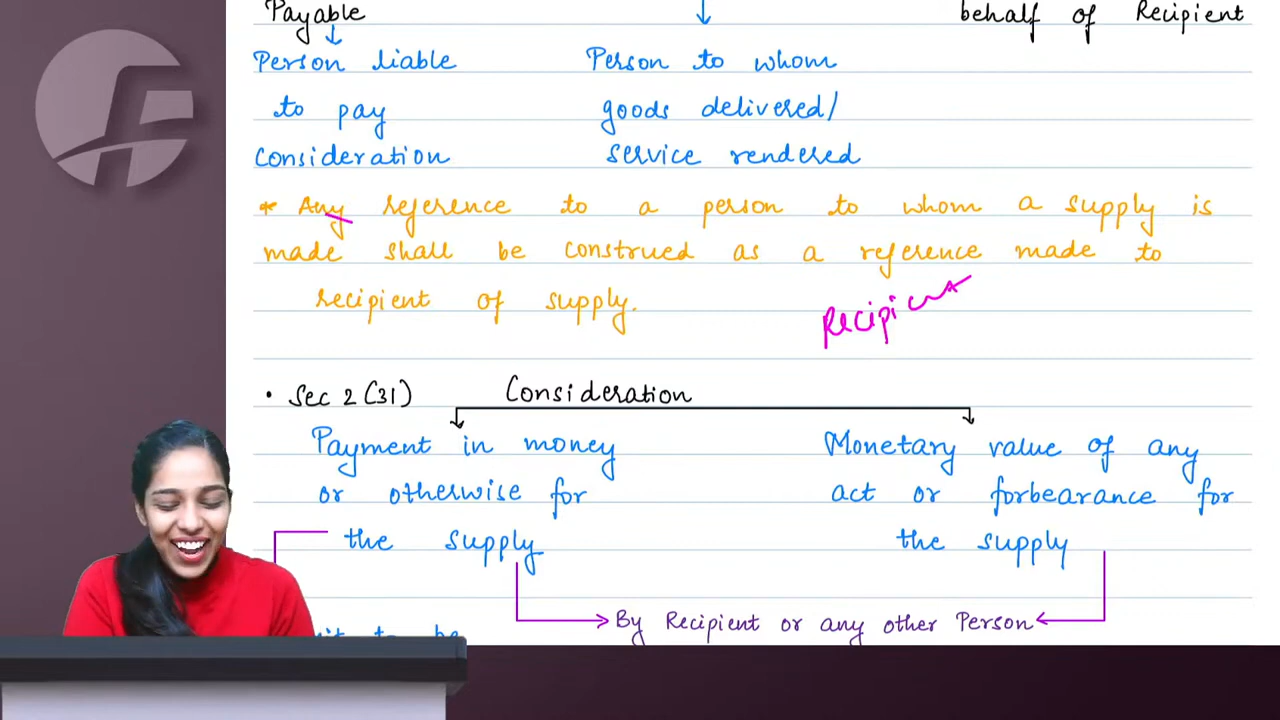 Payable
behalf of Recipient
Person liable
to pay
consideration
Person to whom
goods delivered/
service rendered
* Any reference to a person to whom a supply is
made shall be construed as a reference made to
recipient of supply.
Recipient
• Sec 2 (31) Consideration
Payment in money
or otherwise for
the supply
Monetary value of any
act or forbearance for
the supply
By Recipient or any other Person
to be